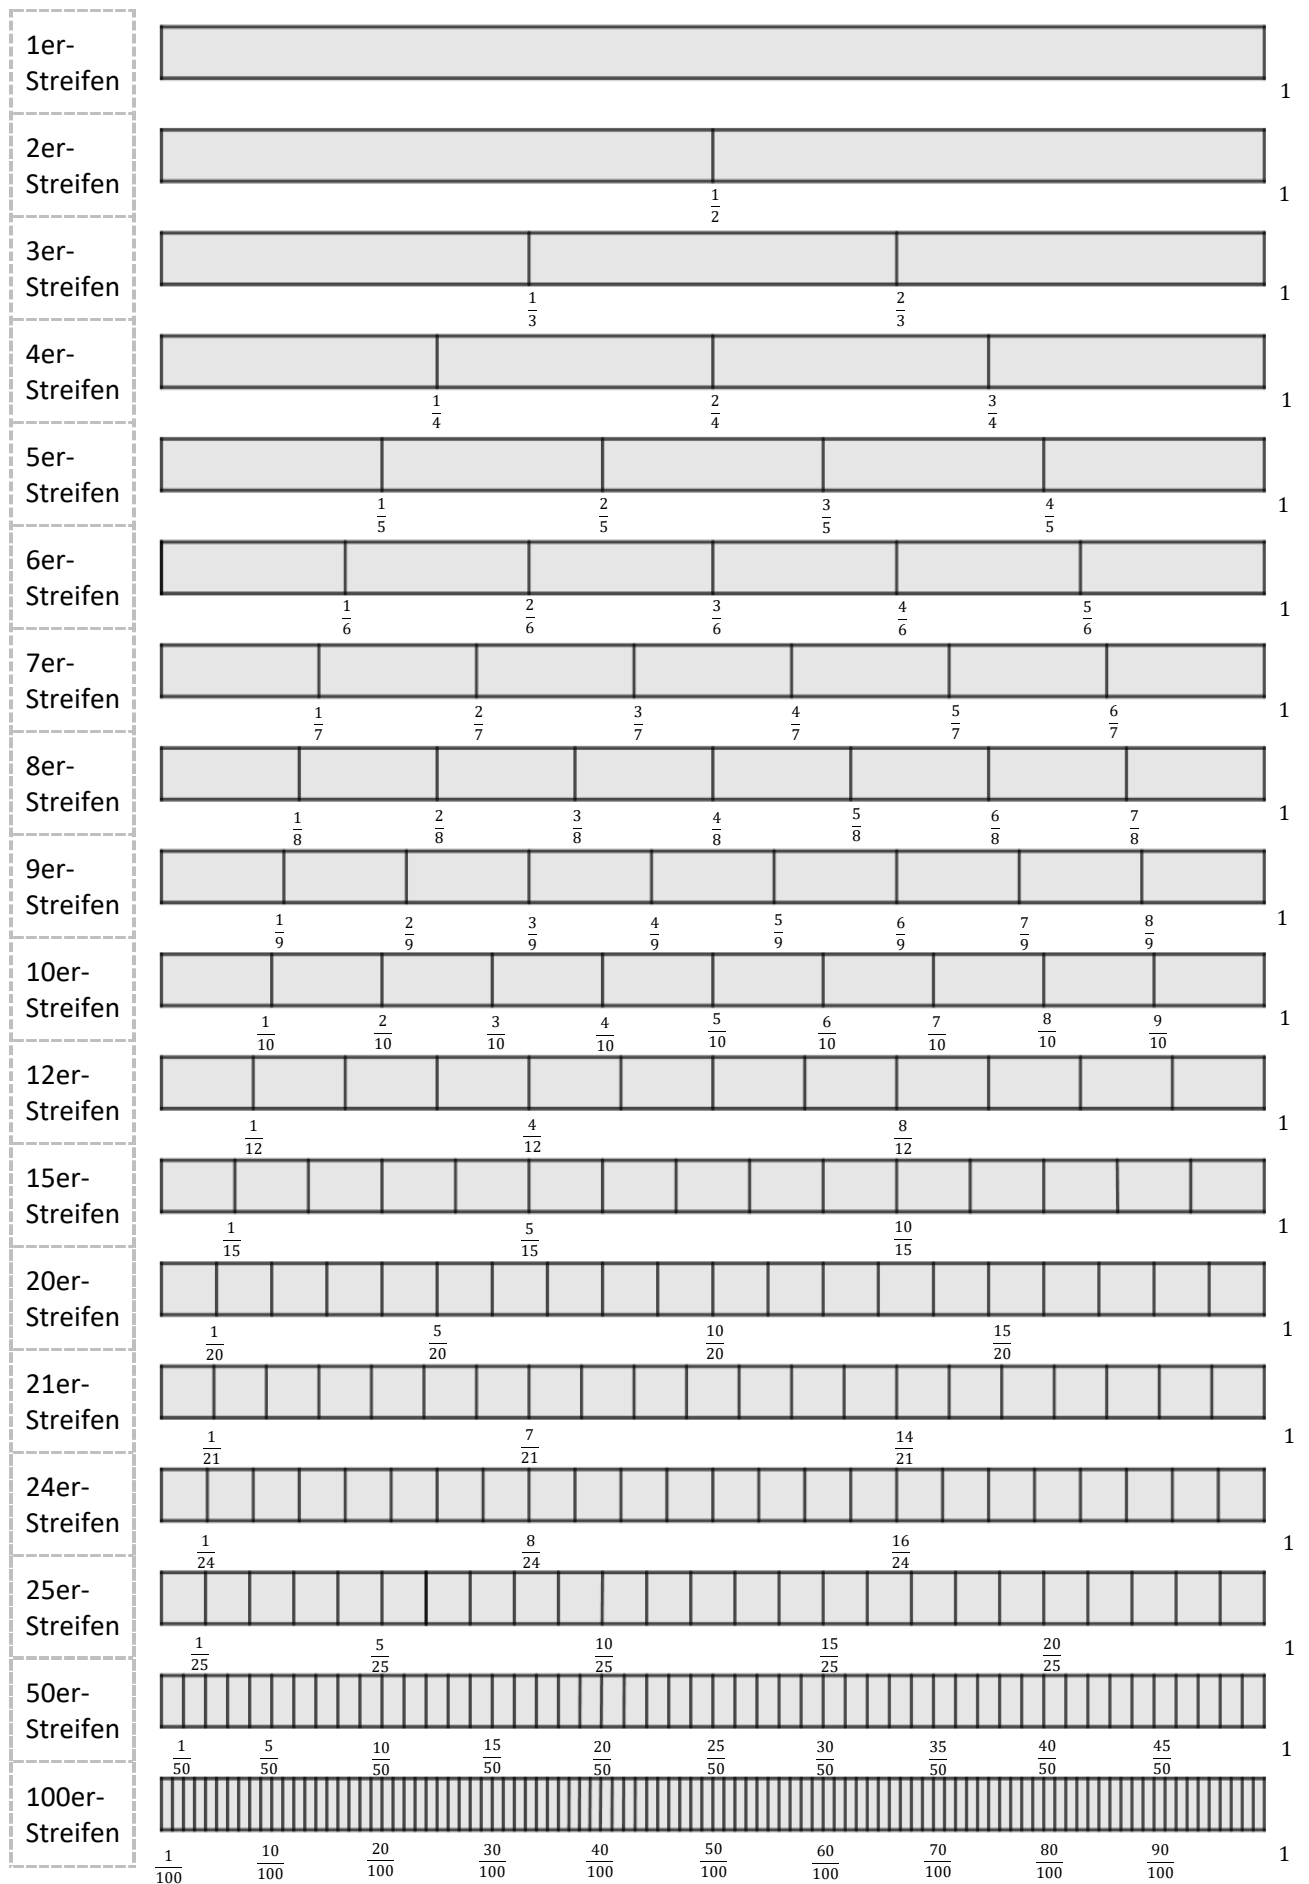 1er-
Streifen
1
2er-
Streifen
1/2 1
3er-
Streifen
1/3 2/3 1
4er-
Streifen
1/4 2/4 3/4 1
5er-
Streifen
1/5 2/5 3/5 4/5 1
6er-
Streifen
1/6 2/6 3/6 4/6 5/6 1
7er-
Streifen
1/7 2/7 3/7 4/7 5/7 6/7 1
8er-
Streifen
1/8 2/8 3/8 4/8 5/8 6/8 7/8 1
9er-
Streifen
1/9 2/9 3/9 4/9 5/9 6/9 7/9 8/9 1
10er-
Streifen
1/10 2/10 3/10 4/10 5/10 6/10 7/10 8/10 9/10 1
12er-
Streifen
1/12 4/12 8/12 1
15er-
Streifen
1/15 5/15 10/15 1
20er-
Streifen
1/20 5/20 10/20 15/20 1
21er-
Streifen
1/21 7/21 14/21 1
24er-
Streifen
1/24 8/24 16/24 1
25er-
Streifen
1/25 5/25 10/25 15/25 20/25 1
50er-
Streifen
1/50 5/50 10/50 15/50 20/50 25/50 30/50 35/50 40/50 45/50 1
100er-
Streifen
1/100 10/100 20/100 30/100 40/100 50/100 60/100 70/100 80/100 90/100 1